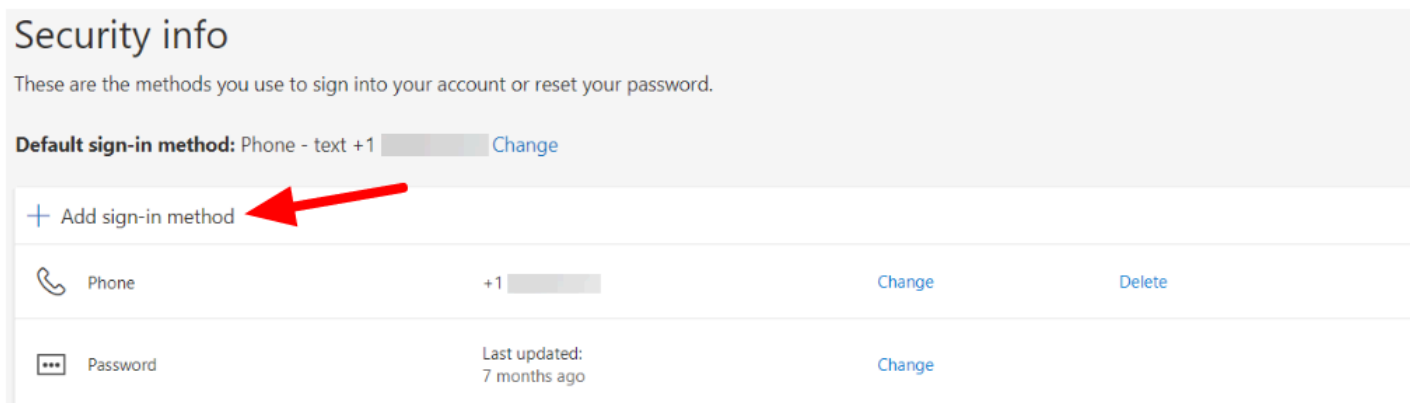 Security info
These are the methods you use to sign into your account or reset your password.
Default sign-in method: Phone - text +1 Change
+ Add sign-in method
Phone +1 Change Delete
Password Last updated: Change
7 months ago